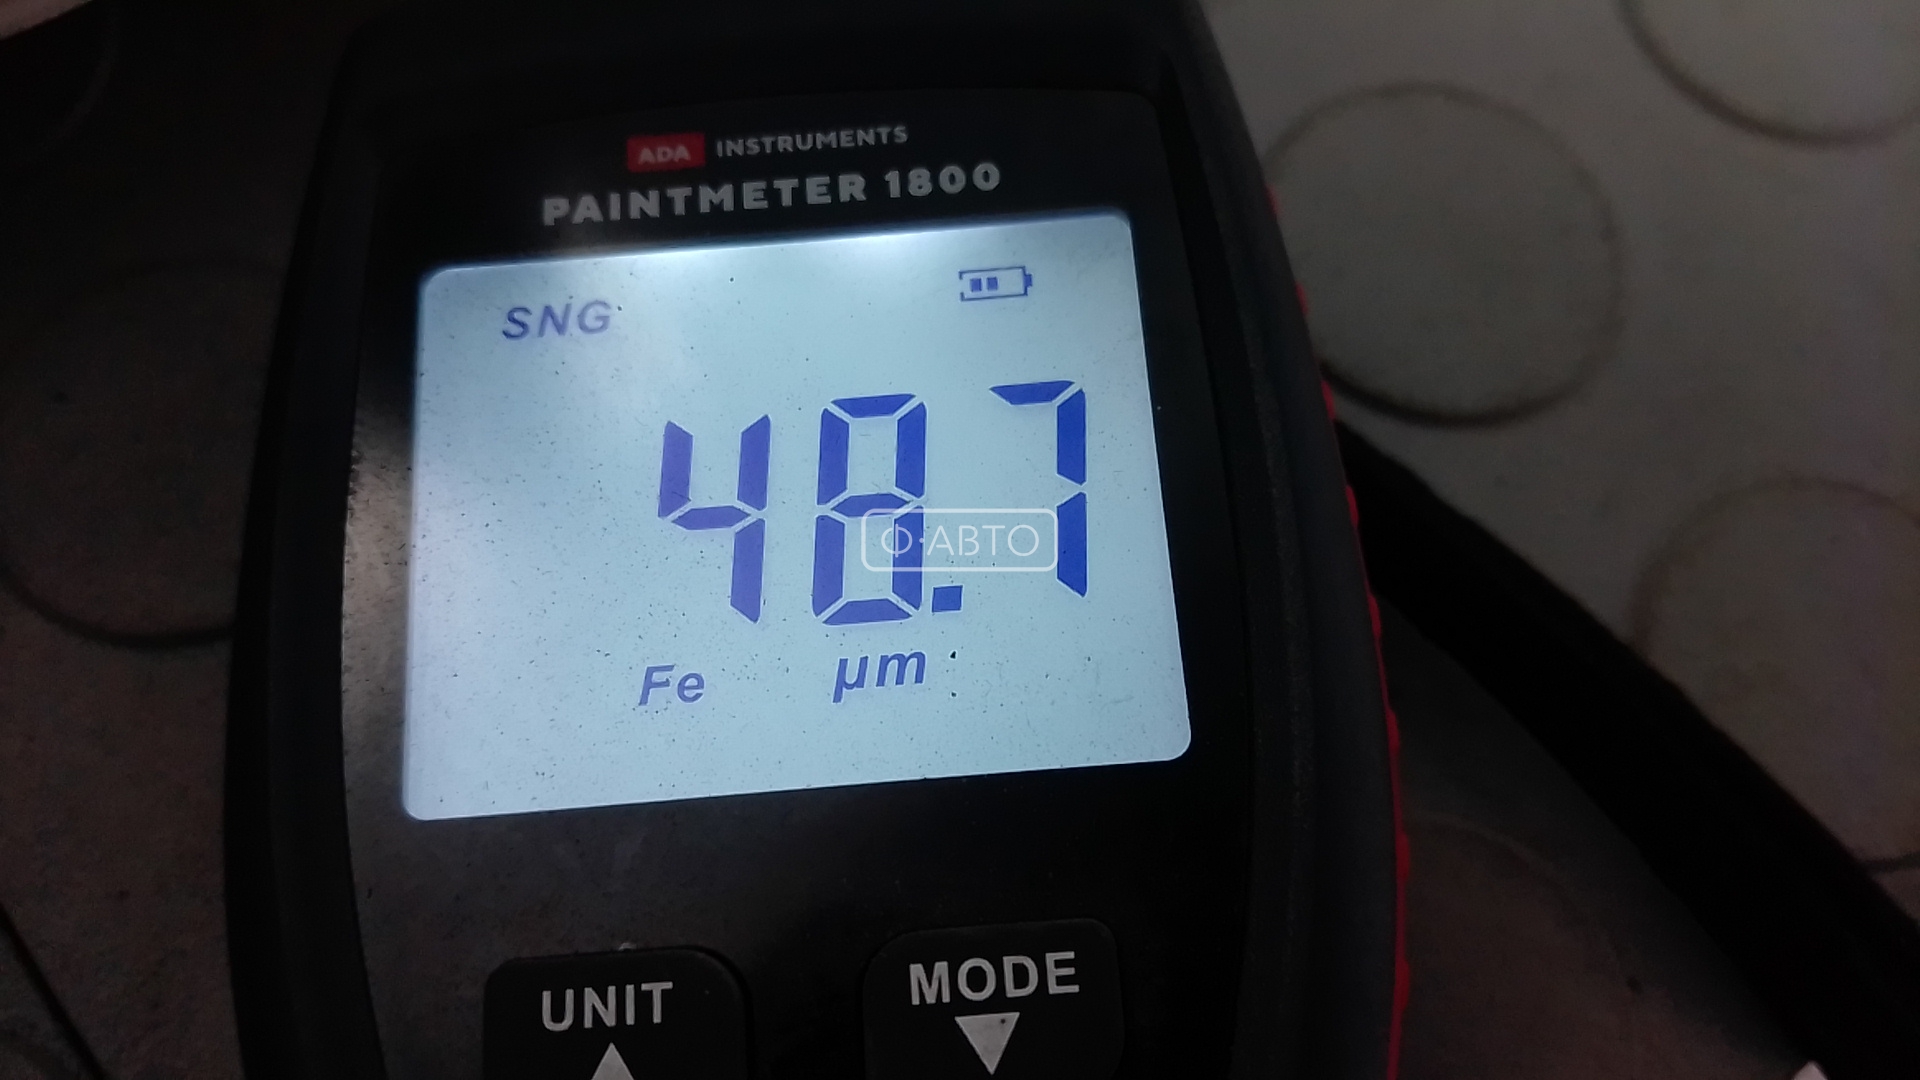 ADA INSTRUMENTS
PAINTMETER 1800
SNG
48.7
Ф·АВТО
Fe µm
UNIT MODE